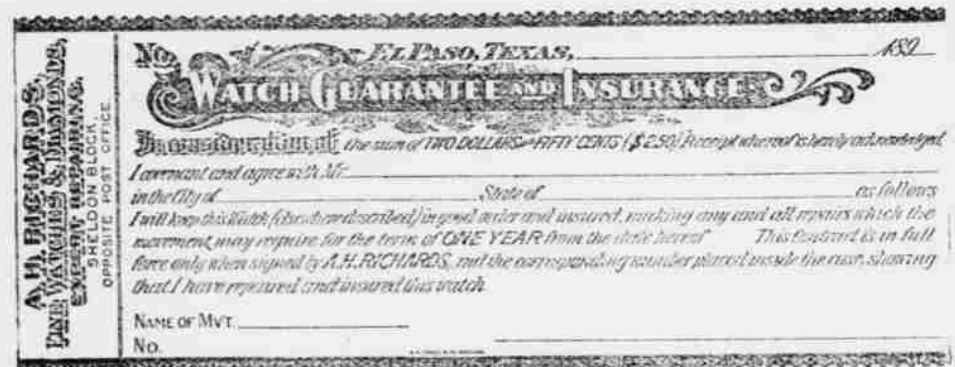 A. H. RICHARDS,
FINE WATCHES & DIAMONDS,
EXPERT REPAIRING.
SHELDON BLOCK,
OPPOSITE POST OFFICE.
No. EL PASO, TEXAS, 189
WATCH GUARANTEE AND INSURANCE
In consideration of the sum of TWO DOLLARS and FIFTY CENTS ($2.50) Receipt whereof is hereby acknowledged,
I covenant and agree with Mr.
in the City of State of as follows
I will keep this Watch (elsewhere described) in good order and insured, making any and all repairs which the
movement may require for the term of ONE YEAR from the date hereof This Contract is in full
force only when signed by A.H. RICHARDS, and the corresponding number placed inside the case, showing
that I have repaired and insured this watch.
NAME OF MVT.
No.